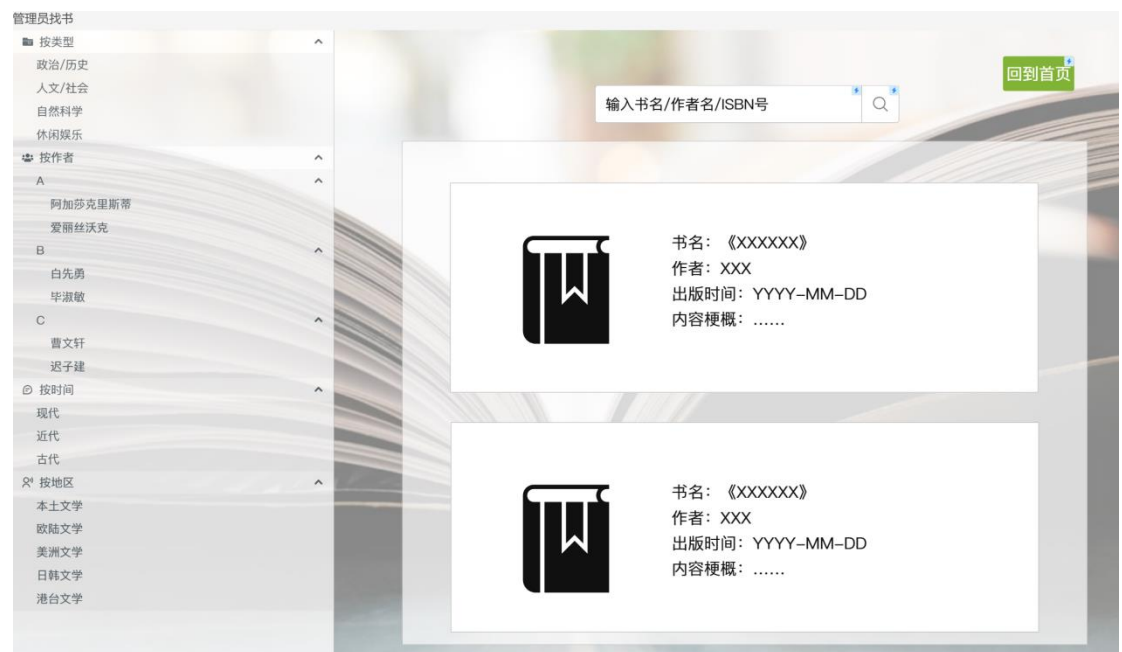 管理员找书
按类型
政治/历史
人文/社会
自然科学
休闲娱乐
按作者
A
阿加莎克里斯蒂
爱丽丝沃克
B
白先勇
毕淑敏
C
曹文轩
迟子建
按时间
现代
近代
古代
按地区
本土文学
欧陆文学
美洲文学
日韩文学
港台文学
回到首页
输入书名/作者名/ISBN号
书名：《XXXXXX》
作者：XXX
出版时间：YYYY-MM-DD
内容梗概：……
书名：《XXXXXX》
作者：XXX
出版时间：YYYY-MM-DD
内容梗概：……